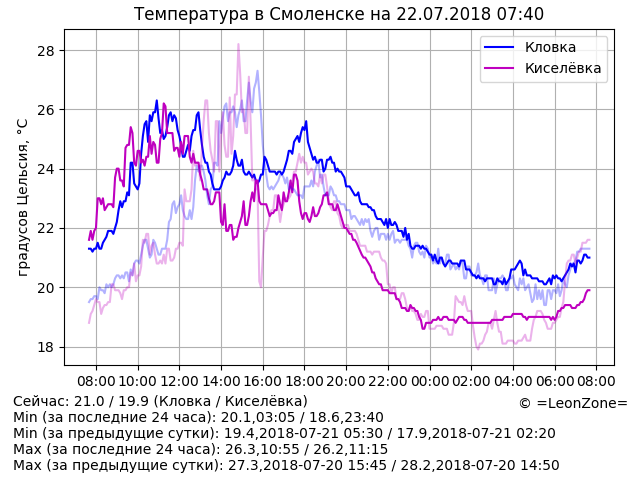 Температура в Смоленске на 22.07.2018 07:40
градусов Цельсия, °C
28
26
24
22
20
18
Кловка
Киселёвка
08:00 10:00 12:00 14:00 16:00 18:00 20:00 22:00 00:00 02:00 04:00 06:00 08:00
Сейчас: 21.0 / 19.9 (Кловка / Киселёвка)
© =LeonZone=
Min (за последние 24 часа): 20.1,03:05 / 18.6,23:40
Min (за предыдущие сутки): 19.4,2018-07-21 05:30 / 17.9,2018-07-21 02:20
Max (за последние 24 часа): 26.3,10:55 / 26.2,11:15
Max (за предыдущие сутки): 27.3,2018-07-20 15:45 / 28.2,2018-07-20 14:50